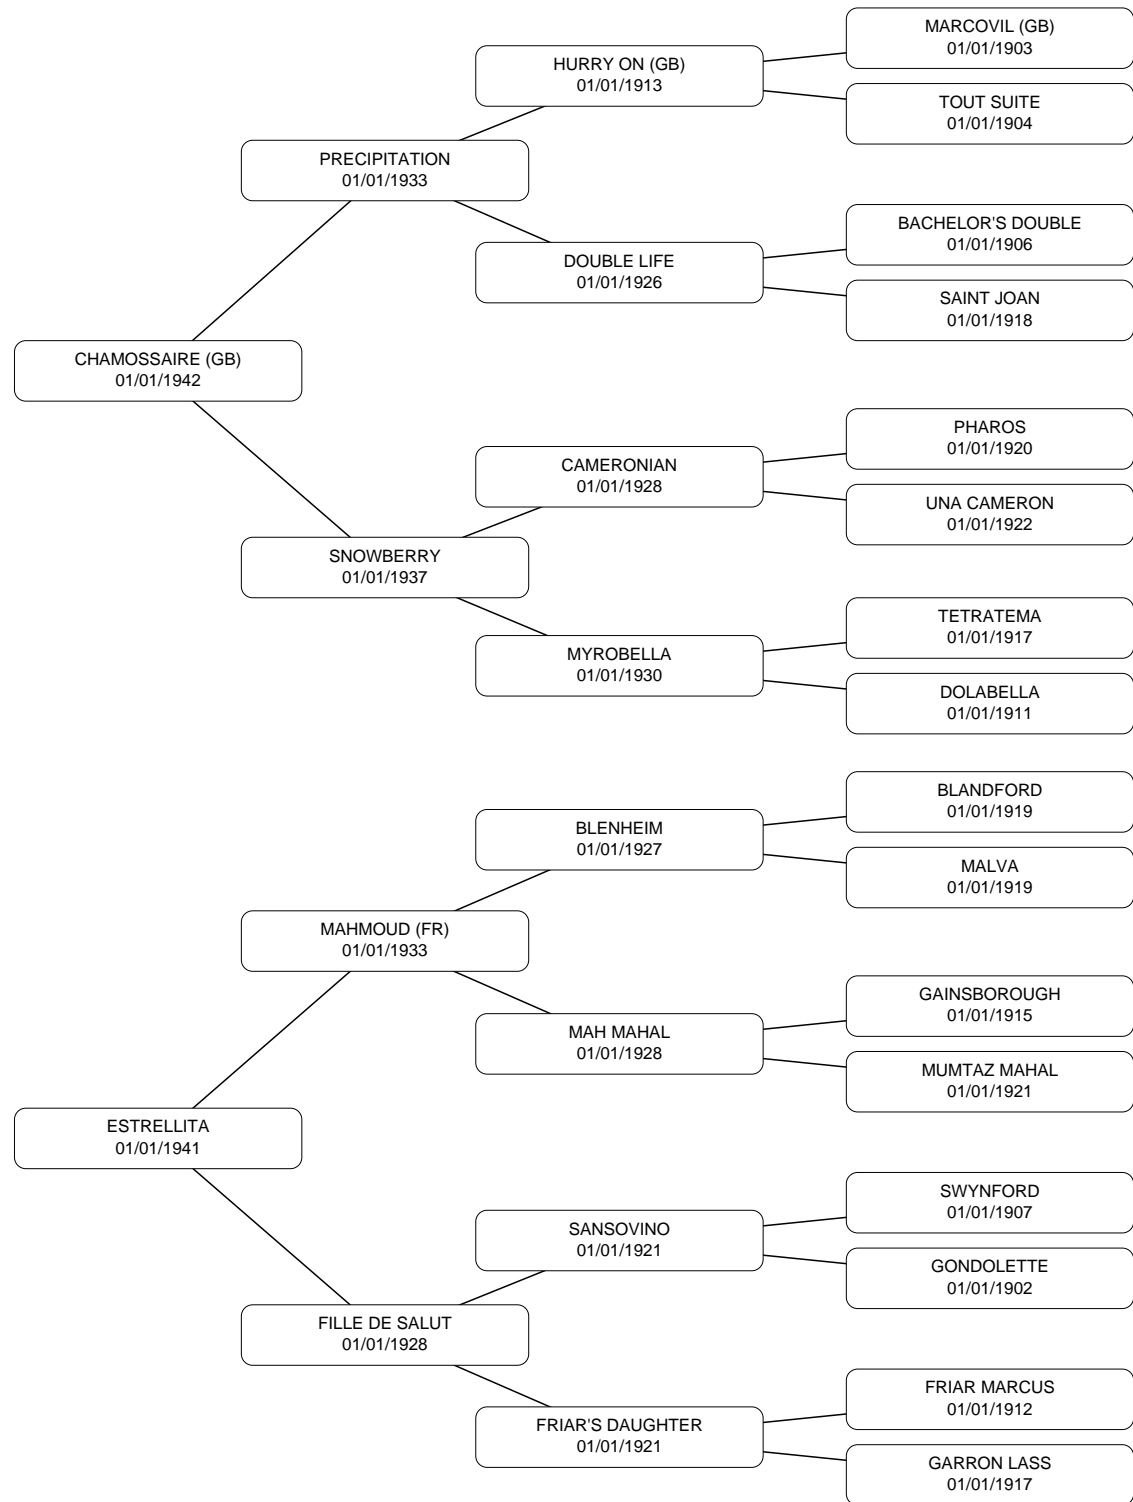 MARCOVIL (GB)
01/01/1903
HURRY ON (GB)
01/01/1913
TOUT SUITE
01/01/1904
PRECIPITATION
01/01/1933
BACHELOR'S DOUBLE
01/01/1906
DOUBLE LIFE
01/01/1926
SAINT JOAN
01/01/1918
CHAMOSSAIRE (GB)
01/01/1942
PHAROS
01/01/1920
CAMERONIAN
01/01/1928
UNA CAMERON
01/01/1922
SNOWBERRY
01/01/1937
TETRATEMA
01/01/1917
MYROBELLA
01/01/1930
DOLABELLA
01/01/1911
BLANDFORD
01/01/1919
BLENHEIM
01/01/1927
MALVA
01/01/1919
MAHMOUD (FR)
01/01/1933
GAINSBOROUGH
01/01/1915
MAH MAHAL
01/01/1928
MUMTAZ MAHAL
01/01/1921
ESTRELLITA
01/01/1941
SWYNFORD
01/01/1907
SANSOVINO
01/01/1921
GONDOLETTE
01/01/1902
FILLE DE SALUT
01/01/1928
FRIAR MARCUS
01/01/1912
FRIAR'S DAUGHTER
01/01/1921
GARRON LASS
01/01/1917